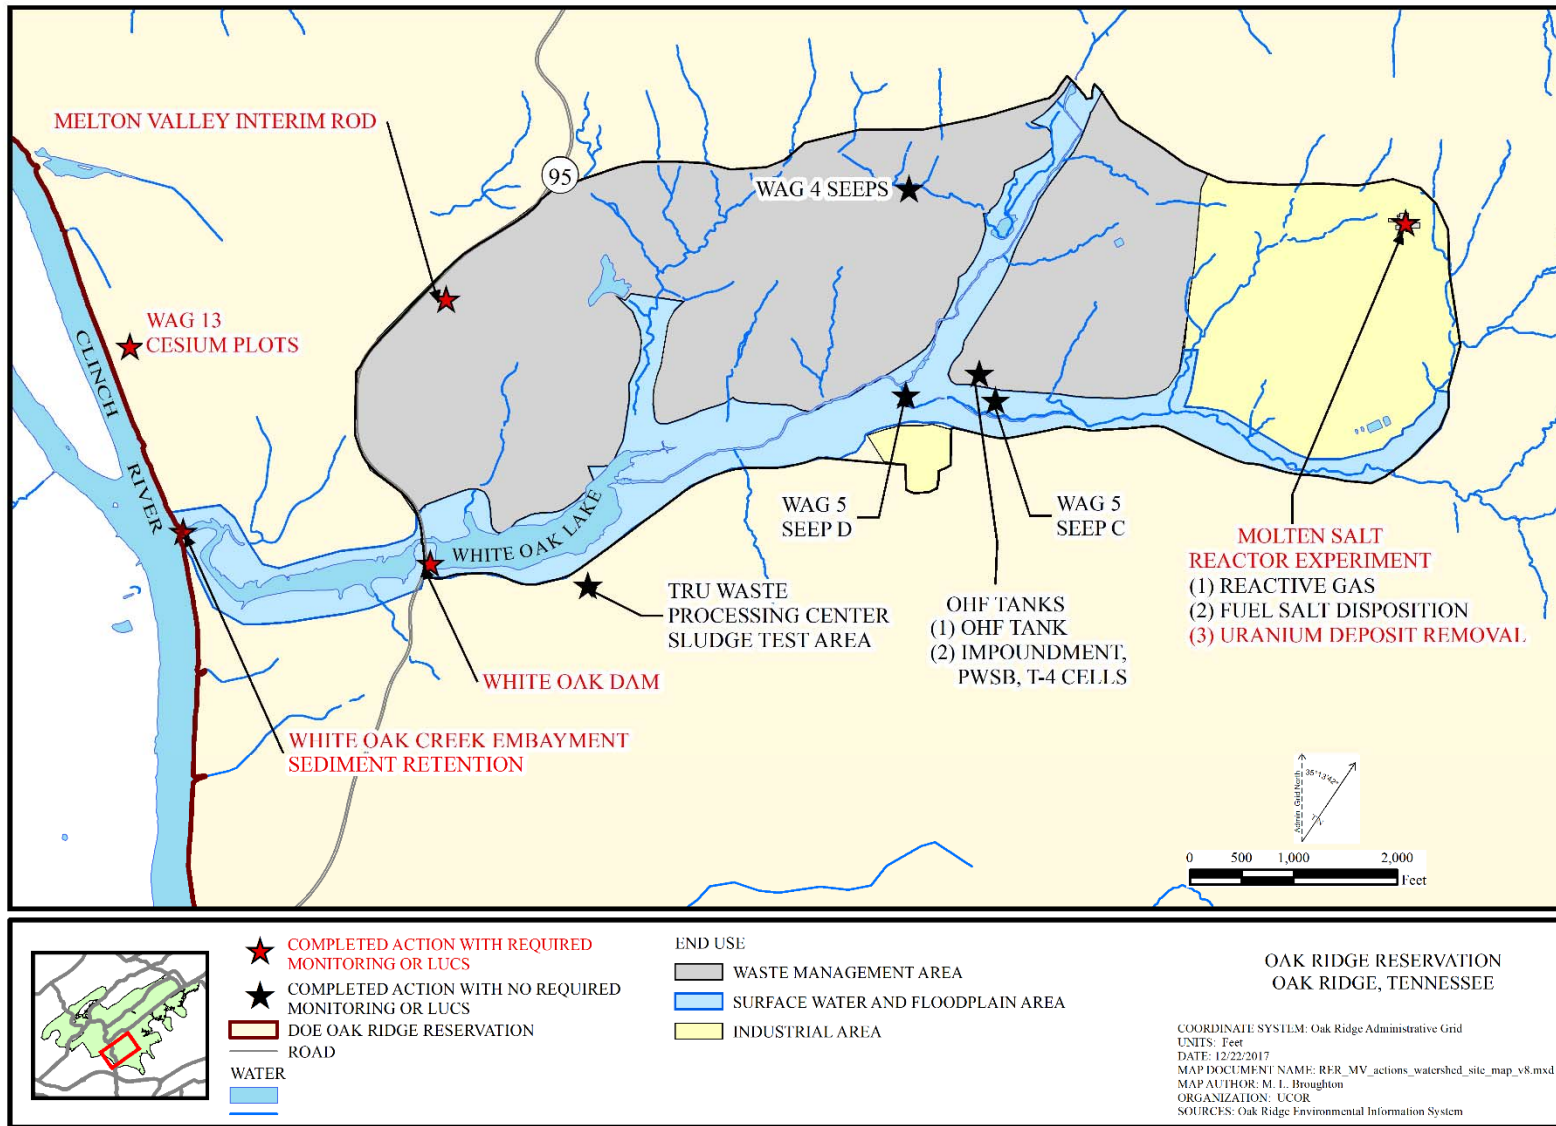 MELTON VALLEY INTERIM ROD
95
WAG 4 SEEPS
WAG 13
CESIUM PLOTS
CLINCH
RIVER
WHITE OAK LAKE
WAG 5
SEEP D
WAG 5
SEEP C
MOLTEN SALT
REACTOR EXPERIMENT
(1) REACTIVE GAS
(2) FUEL SALT DISPOSITION
(3) URANIUM DEPOSIT REMOVAL
TRU WASTE
PROCESSING CENTER
SLUDGE TEST AREA
OHF TANKS
(1) OHF TANK
(2) IMPOUNDMENT,
PWSB, T-4 CELLS
WHITE OAK DAM
WHITE OAK CREEK EMBAYMENT
SEDIMENT RETENTION
Admin. Grid North
35°13'42"
0 500 1,000 2,000
Feet
COMPLETED ACTION WITH REQUIRED
MONITORING OR LUCS
COMPLETED ACTION WITH NO REQUIRED
MONITORING OR LUCS
DOE OAK RIDGE RESERVATION
ROAD
WATER
END USE
WASTE MANAGEMENT AREA
SURFACE WATER AND FLOODPLAIN AREA
INDUSTRIAL AREA
OAK RIDGE RESERVATION
OAK RIDGE, TENNESSEE
COORDINATE SYSTEM: Oak Ridge Administrative Grid
UNITS: Feet
DATE: 12/22/2017
MAP DOCUMENT NAME: RER_MV_actions_watershed_site_map_v8.mxd
MAP AUTHOR: M. L. Broughton
ORGANIZATION: UCOR
SOURCES: Oak Ridge Environmental Information System